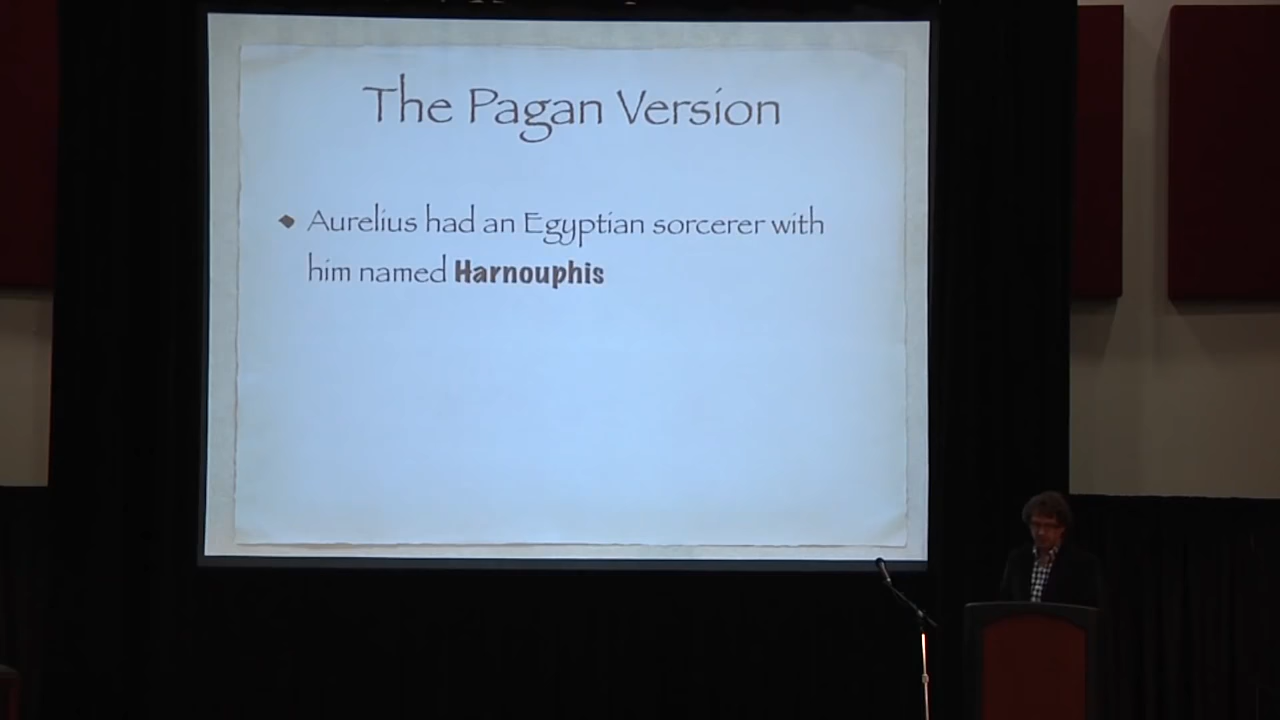 The Pagan Version
Aurelius had an Egyptian sorcerer with
him named Harnouphis